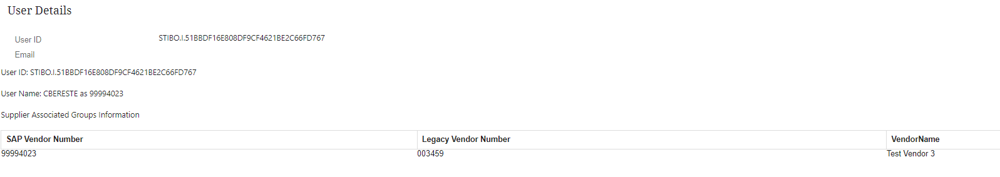 User Details
User ID STIBO.I.51BBDF16E808DF9CF4621BE2C66FD767
Email
User ID: STIBO.I.51BBDF16E808DF9CF4621BE2C66FD767
User Name: CBERESTE as 99994023
Supplier Associated Groups Information
SAP Vendor Number Legacy Vendor Number VendorName
99994023 003459 Test Vendor 3